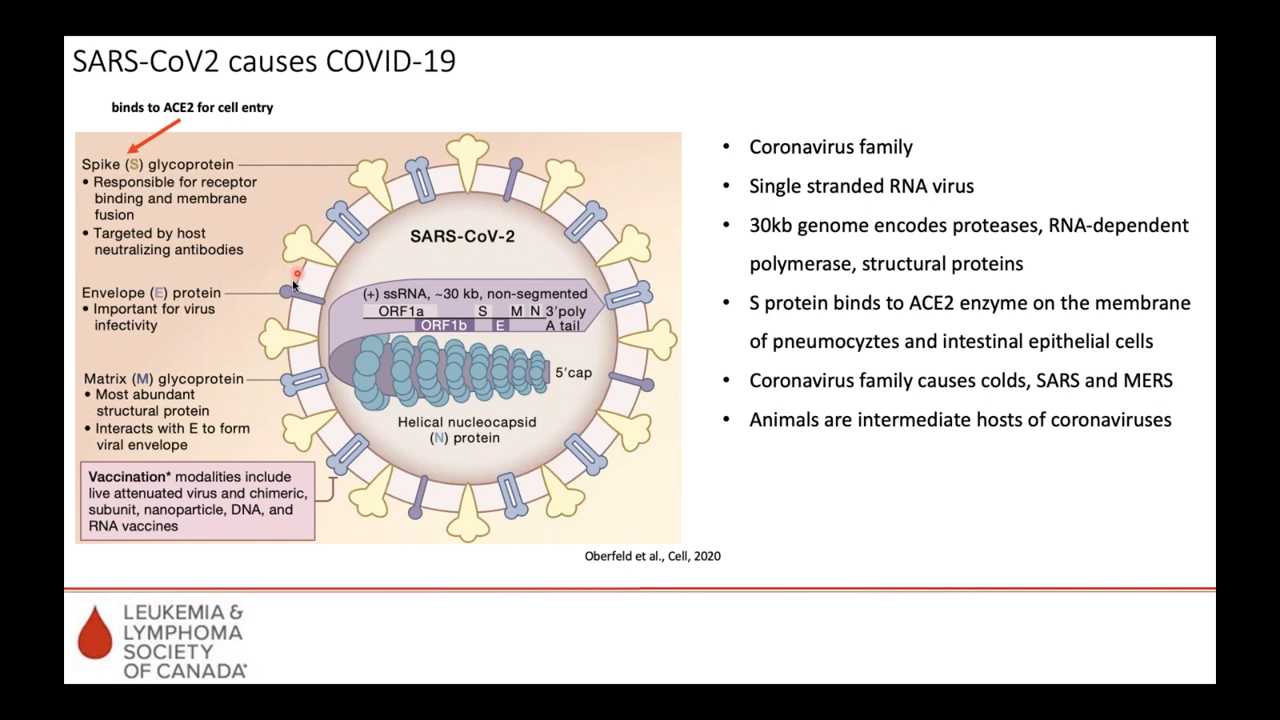 SARS-CoV2 causes COVID-19
binds to ACE2 for cell entry
Spike (S) glycoprotein
• Responsible for receptor
binding and membrane
fusion
• Targeted by host
neutralizing antibodies
Envelope (E) protein
• Important for virus
infectivity
Matrix (M) glycoprotein
• Most abundant
structural protein
• Interacts with E to form
viral envelope
Vaccination* modalities include
live attenuated virus and chimeric,
subunit, nanoparticle, DNA, and
RNA vaccines
SARS-CoV-2
(+) ssRNA, ~30 kb, non-segmented
ORF1a S M N 3'poly
ORF1b E A tail
5'cap
Helical nucleocapsid
(N) protein
Oberfeld et al., Cell, 2020
• Coronavirus family
• Single stranded RNA virus
• 30kb genome encodes proteases, RNA-dependent
polymerase, structural proteins
• S protein binds to ACE2 enzyme on the membrane
of pneumocyztes and intestinal epithelial cells
• Coronavirus family causes colds, SARS and MERS
• Animals are intermediate hosts of coronaviruses
LEUKEMIA &
LYMPHOMA
SOCIETY
OF CANADA